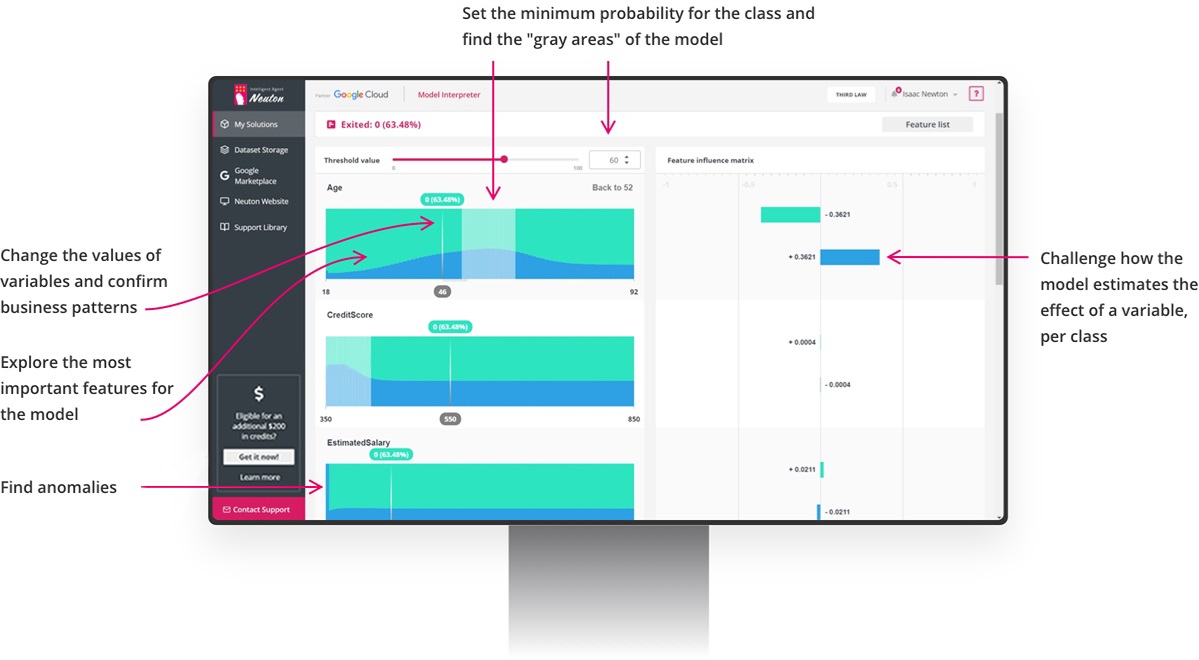 Set the minimum probability for the class and
find the "gray areas" of the model
Intelligent Agent
Neuton
Partner Google Cloud
Model Interpreter
THIRD LAW
Isaac Newton
?
My Solutions
Dataset Storage
Google
Marketplace
Neuton Website
Support Library
Exited: 0 (63.48%)
Feature list
Threshold value
0
100
60
Feature influence matrix
Age
Back to 52
0 (63.48%)
18
46
92
-1
-0.5
0.5
1
- 0.3621
+ 0.3621
CreditScore
0 (63.48%)
350
550
850
+ 0.0004
- 0.0004
EstimatedSalary
0 (63.48%)
+ 0.0211
- 0.0211
$
Eligible for an
additional $200
in credits?
Get it now!
Learn more
Contact Support
Change the values of
variables and confirm
business patterns
Explore the most
important features for
the model
Find anomalies
Challenge how the
model estimates the
effect of a variable,
per class